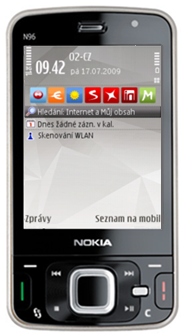 N96
02-CZ
09.42
pá 17.07.2009
Hledání: Internet a Můj obsah
Dnes žádné zázn. v kal.
Skenování WLAN
Zprávy
Seznam na mobil
NOKIA
C